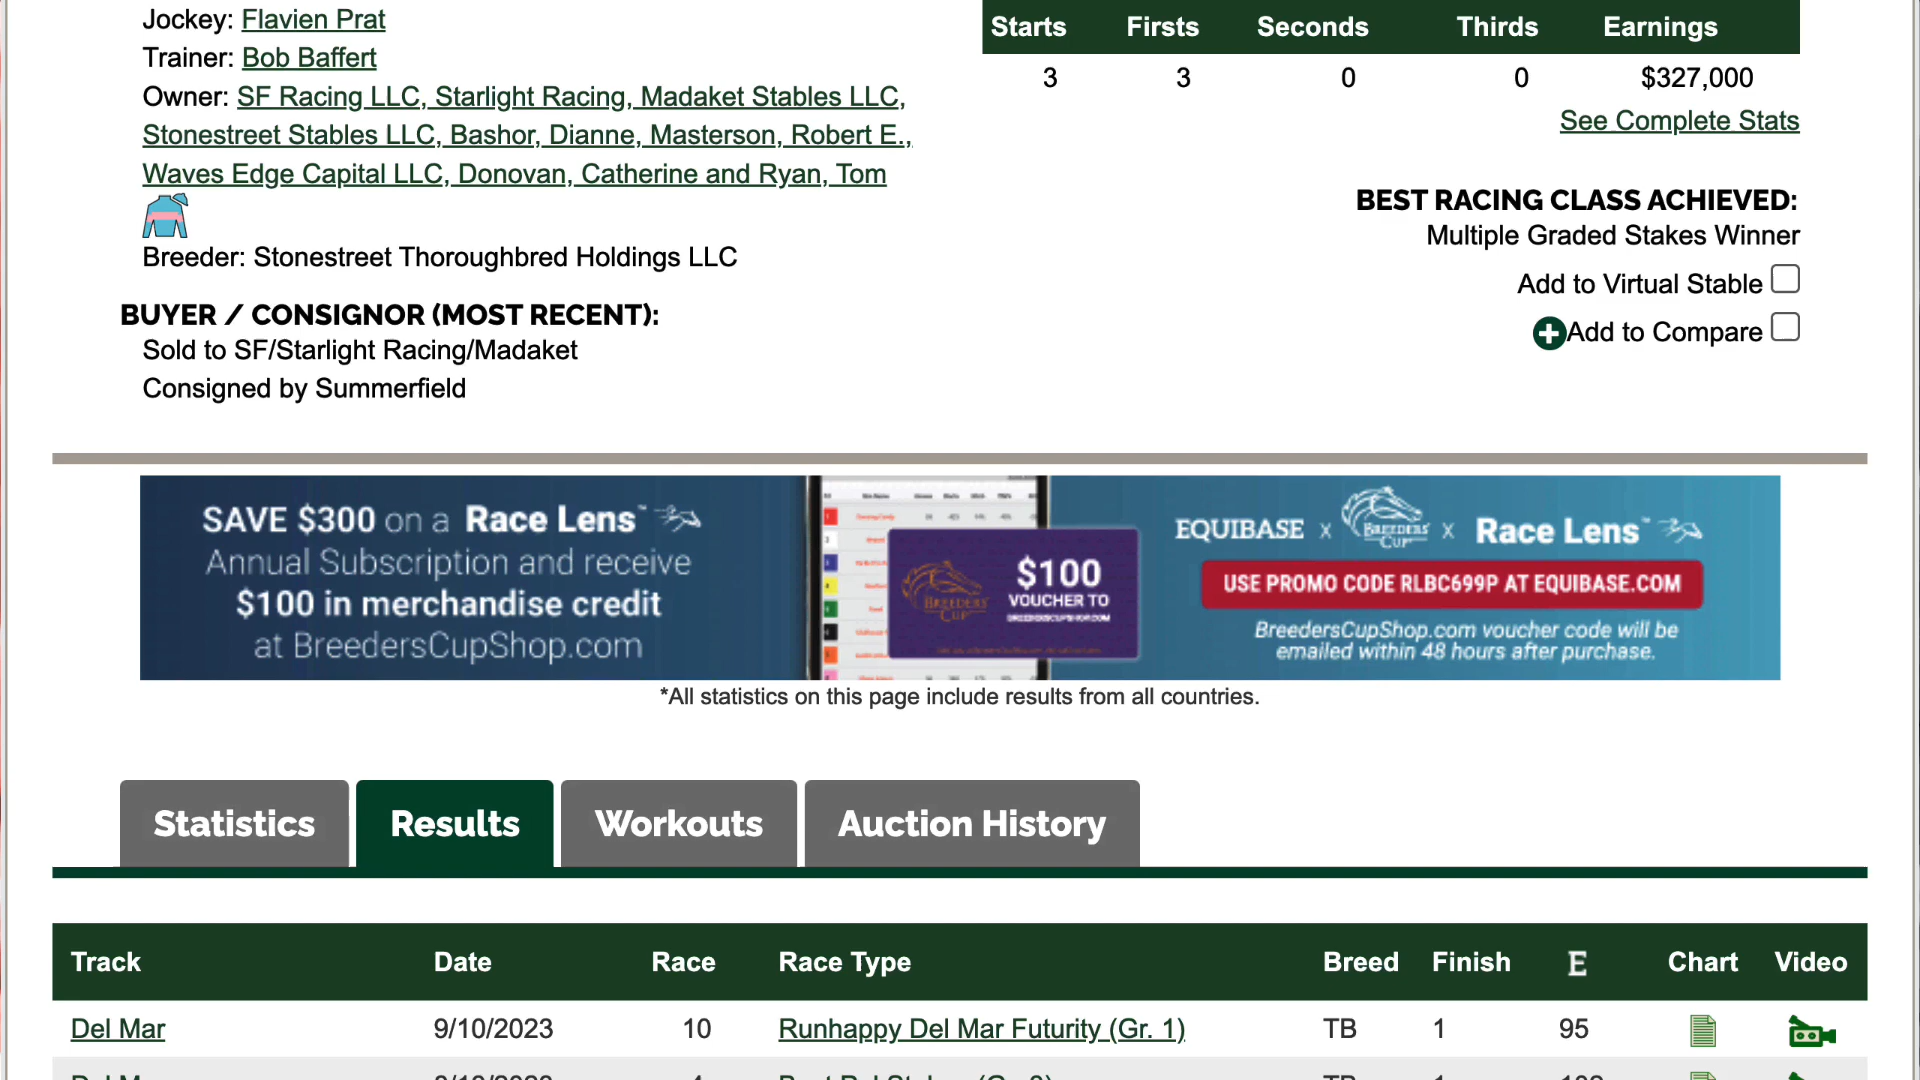 Jockey: Flavien Prat
Trainer: Bob Baffert
Owner: SF Racing LLC, Starlight Racing, Madaket Stables LLC,
Stonestreet Stables LLC, Bashor, Dianne, Masterson, Robert E.,
Waves Edge Capital LLC, Donovan, Catherine and Ryan, Tom
Breeder: Stonestreet Thoroughbred Holdings LLC
BUYER / CONSIGNOR (MOST RECENT):
Sold to SF/Starlight Racing/Madaket
Consigned by Summerfield
Starts Firsts Seconds Thirds Earnings
3 3 0 0 $327,000
See Complete Stats
BEST RACING CLASS ACHIEVED:
Multiple Graded Stakes Winner
Add to Virtual Stable
Add to Compare
SAVE $300 on a Race Lens™
Annual Subscription and receive
$100 in merchandise credit
at BreedersCupShop.com
BREEDERS' CUP
$100
VOUCHER TO
BREEDERSCUPSHOP.COM
EQUIBASE x BREEDERS' CUP x Race Lens™
USE PROMO CODE RLBC699P AT EQUIBASE.COM
BreedersCupShop.com voucher code will be
emailed within 48 hours after purchase.
*All statistics on this page include results from all countries.
Statistics Results Workouts Auction History
Track Date Race Race Type Breed Finish E Chart Video
Del Mar 9/10/2023 10 Runhappy Del Mar Futurity (Gr. 1) TB 1 95